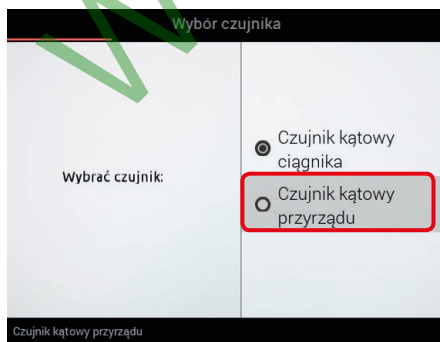 Wybór czujnika
Wybrać czujnik:
Czujnik kątowy
ciągnika
Czujnik kątowy
przyrządu
Czujnik kątowy przyrządu